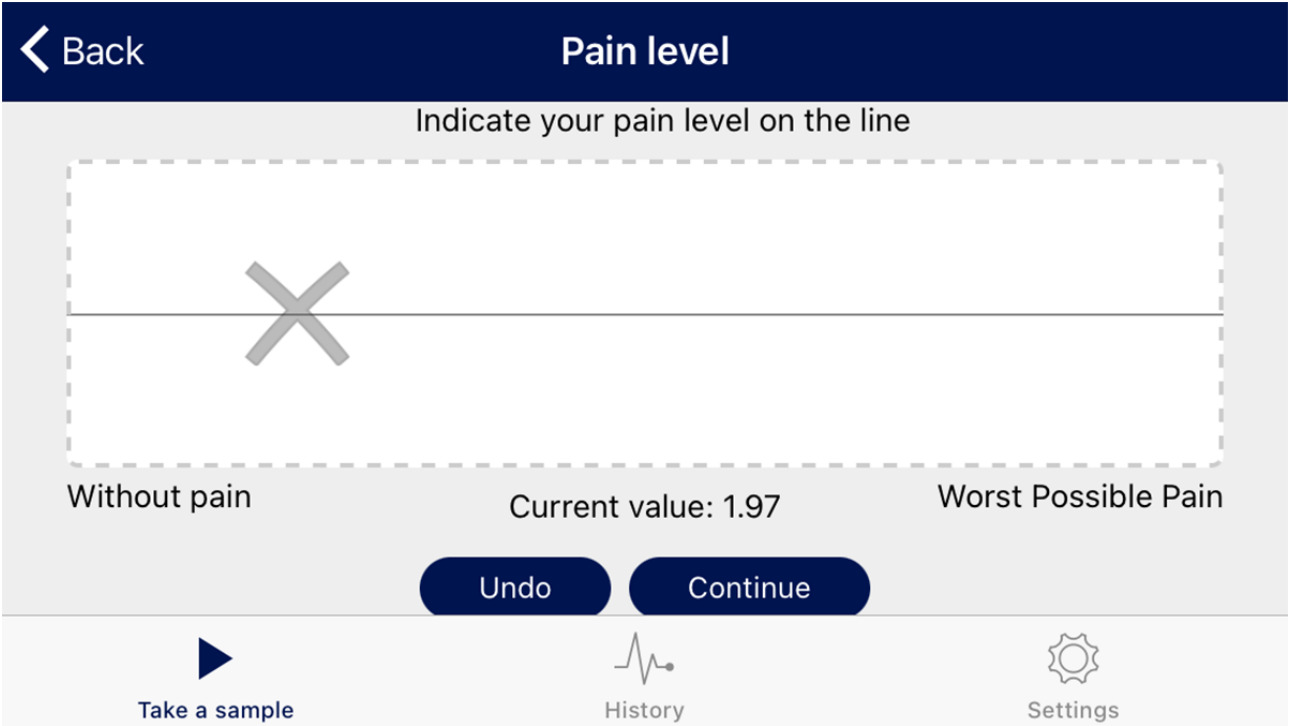 Back
Pain level
Indicate your pain level on the line
Without pain
Current value: 1.97
Worst Possible Pain
Undo
Continue
Take a sample
History
Settings